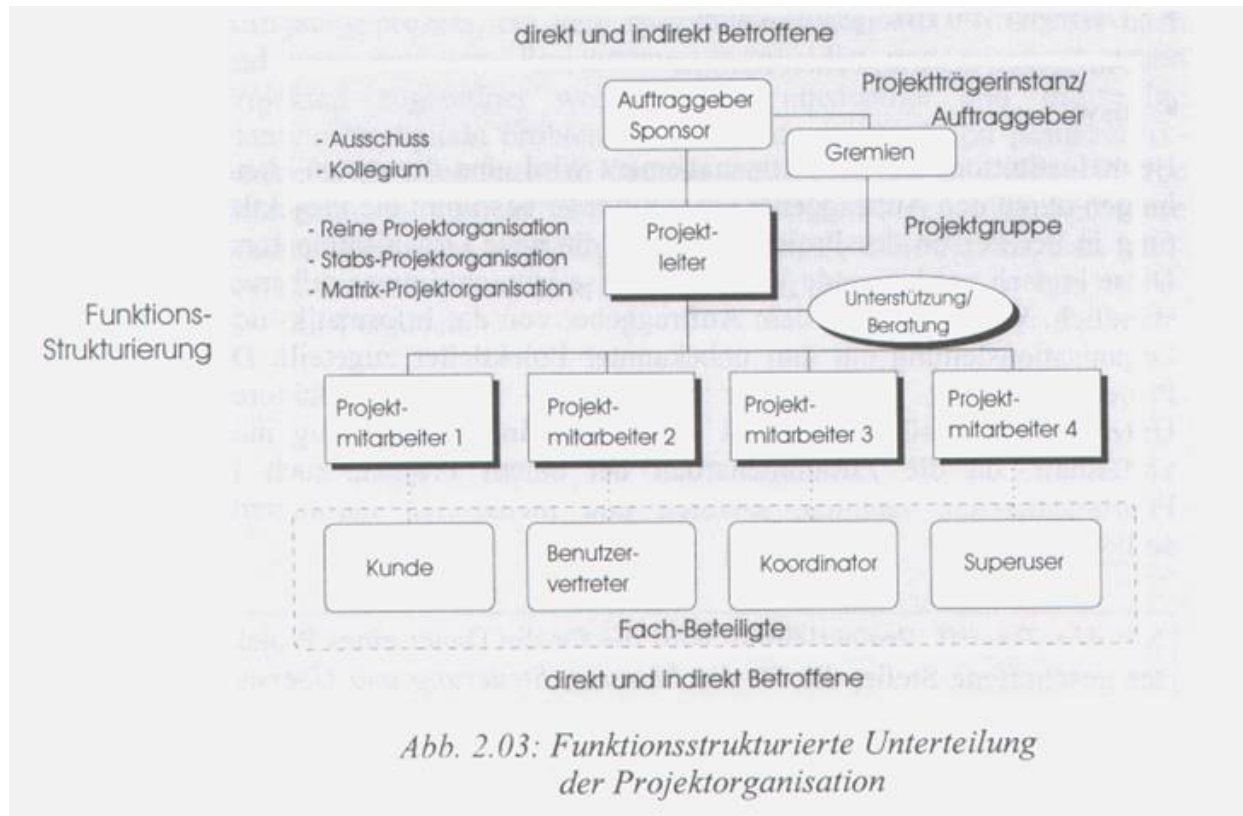 direkt und indirekt Betroffene
Auftraggeber
Sponsor
Projektträgerinstanz/
Auftraggeber
Gremien
- Ausschuss
- Kollegium
- Reine Projektorganisation
- Stabs-Projektorganisation
- Matrix-Projektorganisation
Projekt-
leiter
Projektgruppe
Unterstützung/
Beratung
Funktions-
Strukturierung
Projekt-
mitarbeiter 1
Projekt-
mitarbeiter 2
Projekt-
mitarbeiter 3
Projekt-
mitarbeiter 4
Kunde
Benutzer-
vertreter
Koordinator
Superuser
Fach-Beteiligte
direkt und indirekt Betroffene
Abb. 2.03: Funktionsstrukturierte Unterteilung
der Projektorganisation